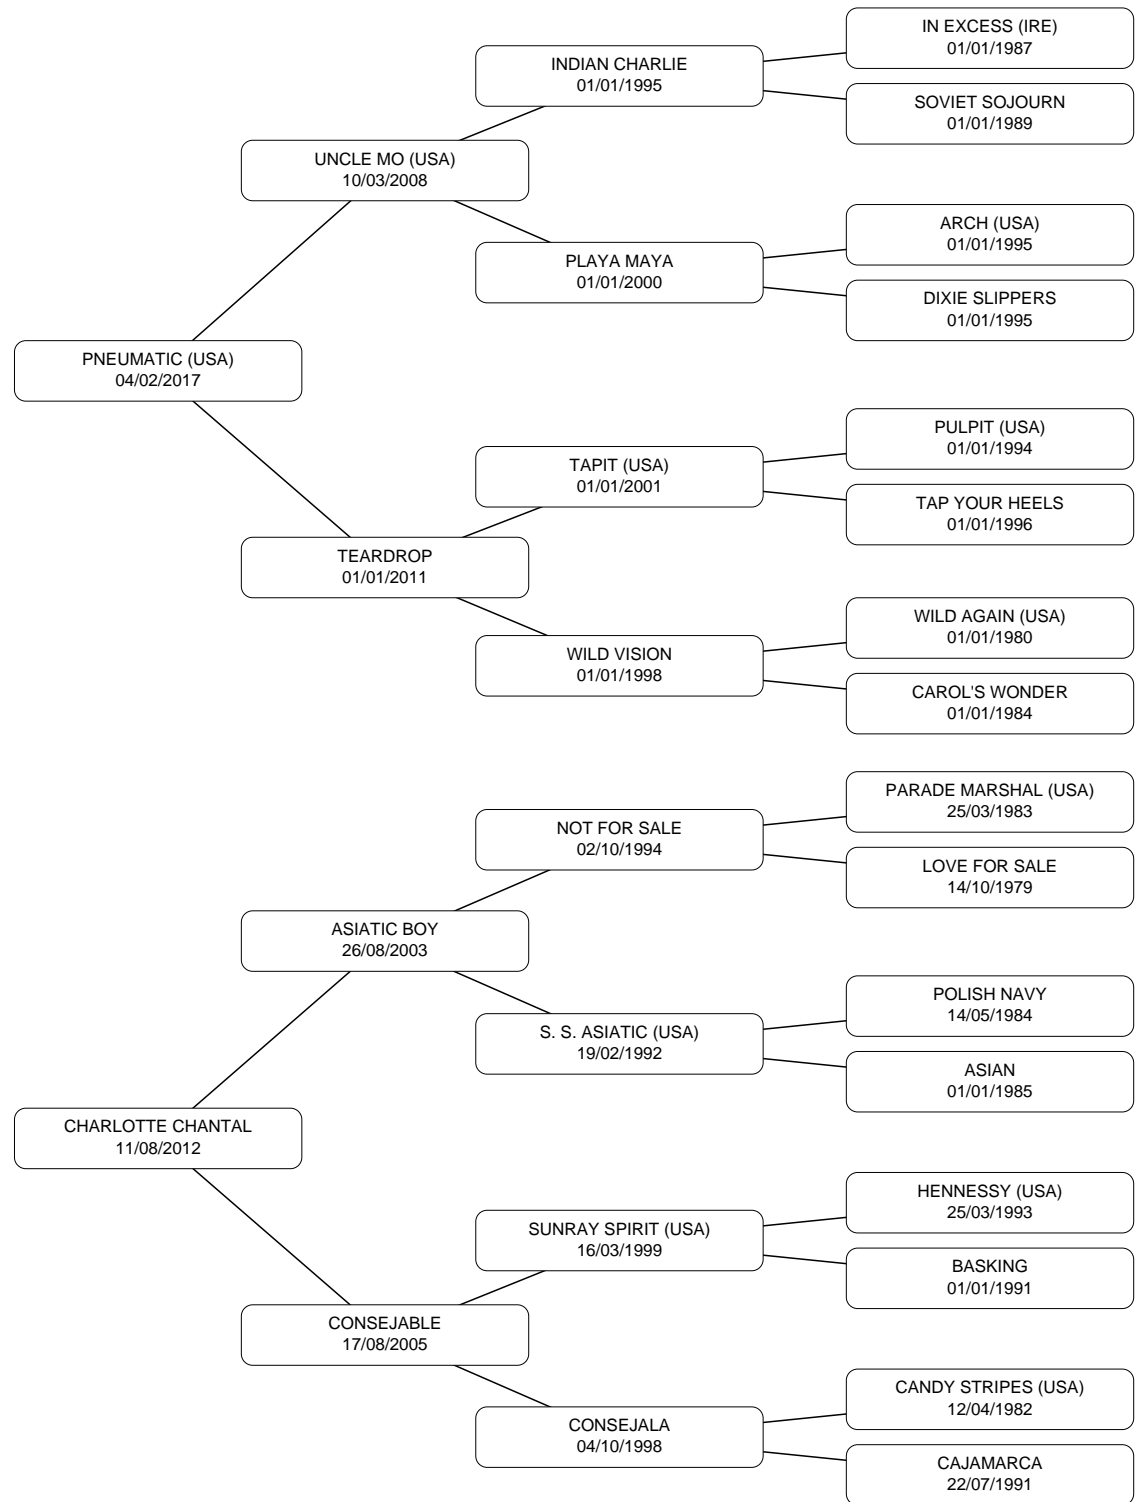 IN EXCESS (IRE)
01/01/1987
INDIAN CHARLIE
01/01/1995
SOVIET SOJOURN
01/01/1989
UNCLE MO (USA)
10/03/2008
ARCH (USA)
01/01/1995
PLAYA MAYA
01/01/2000
DIXIE SLIPPERS
01/01/1995
PNEUMATIC (USA)
04/02/2017
PULPIT (USA)
01/01/1994
TAPIT (USA)
01/01/2001
TAP YOUR HEELS
01/01/1996
TEARDROP
01/01/2011
WILD AGAIN (USA)
01/01/1980
WILD VISION
01/01/1998
CAROL'S WONDER
01/01/1984
PARADE MARSHAL (USA)
25/03/1983
NOT FOR SALE
02/10/1994
LOVE FOR SALE
14/10/1979
ASIATIC BOY
26/08/2003
POLISH NAVY
14/05/1984
S. S. ASIATIC (USA)
19/02/1992
ASIAN
01/01/1985
CHARLOTTE CHANTAL
11/08/2012
HENNESSY (USA)
25/03/1993
SUNRAY SPIRIT (USA)
16/03/1999
BASKING
01/01/1991
CONSEJABLE
17/08/2005
CANDY STRIPES (USA)
12/04/1982
CONSEJALA
04/10/1998
CAJAMARCA
22/07/1991